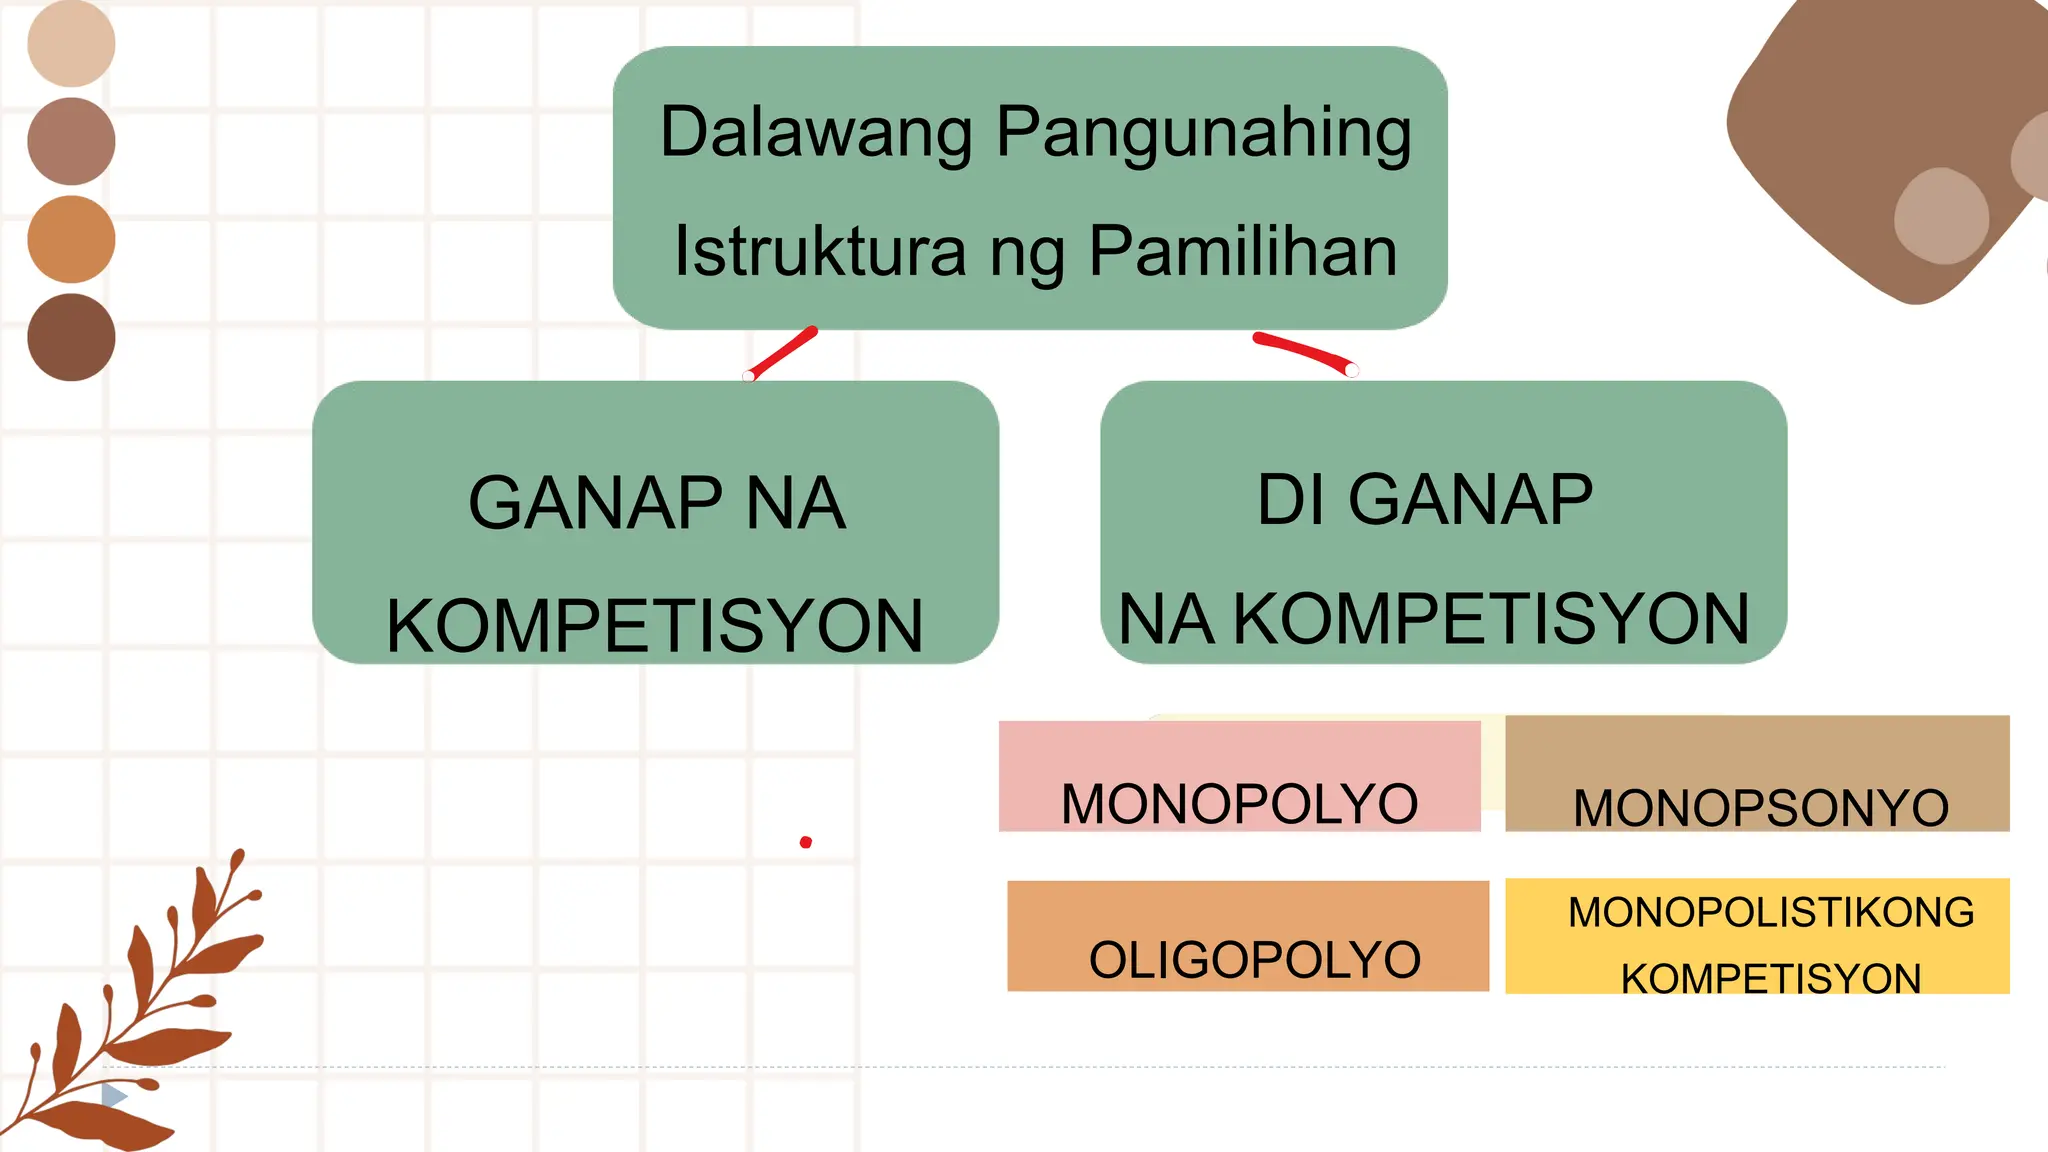 Dalawang Pangunahing
Istruktura ng Pamilihan
GANAP NA
KOMPETISYON
DI GANAP
NA KOMPETISYON
MONOPOLYO
MONOPSONYO
OLIGOPOLYO
MONOPOLISTIKONG
KOMPETISYON